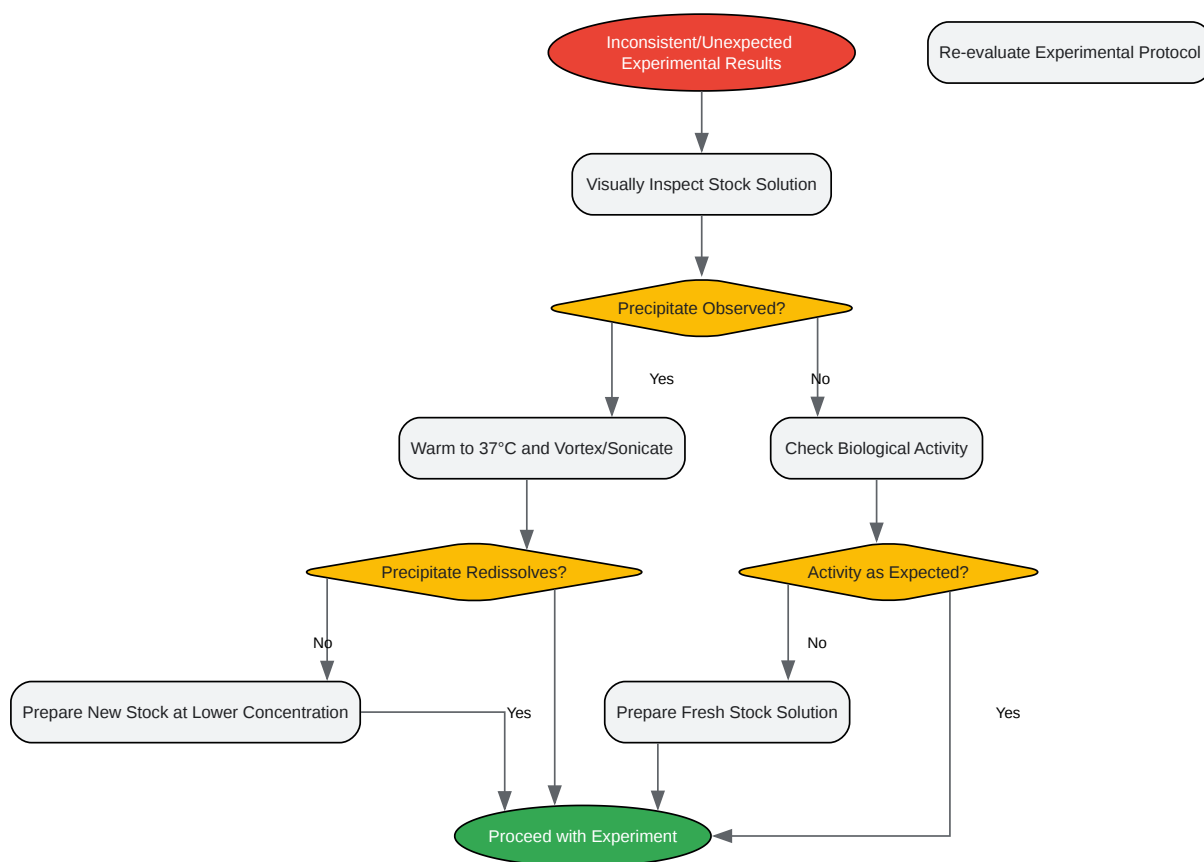 Inconsistent/Unexpected
Experimental Results
Re-evaluate Experimental Protocol
Visually Inspect Stock Solution
Precipitate Observed?
Yes
No
Warm to 37°C and Vortex/Sonicate
Check Biological Activity
Precipitate Redissolves?
Activity as Expected?
No
No
Prepare New Stock at Lower Concentration
Yes
Prepare Fresh Stock Solution
Yes
Proceed with Experiment